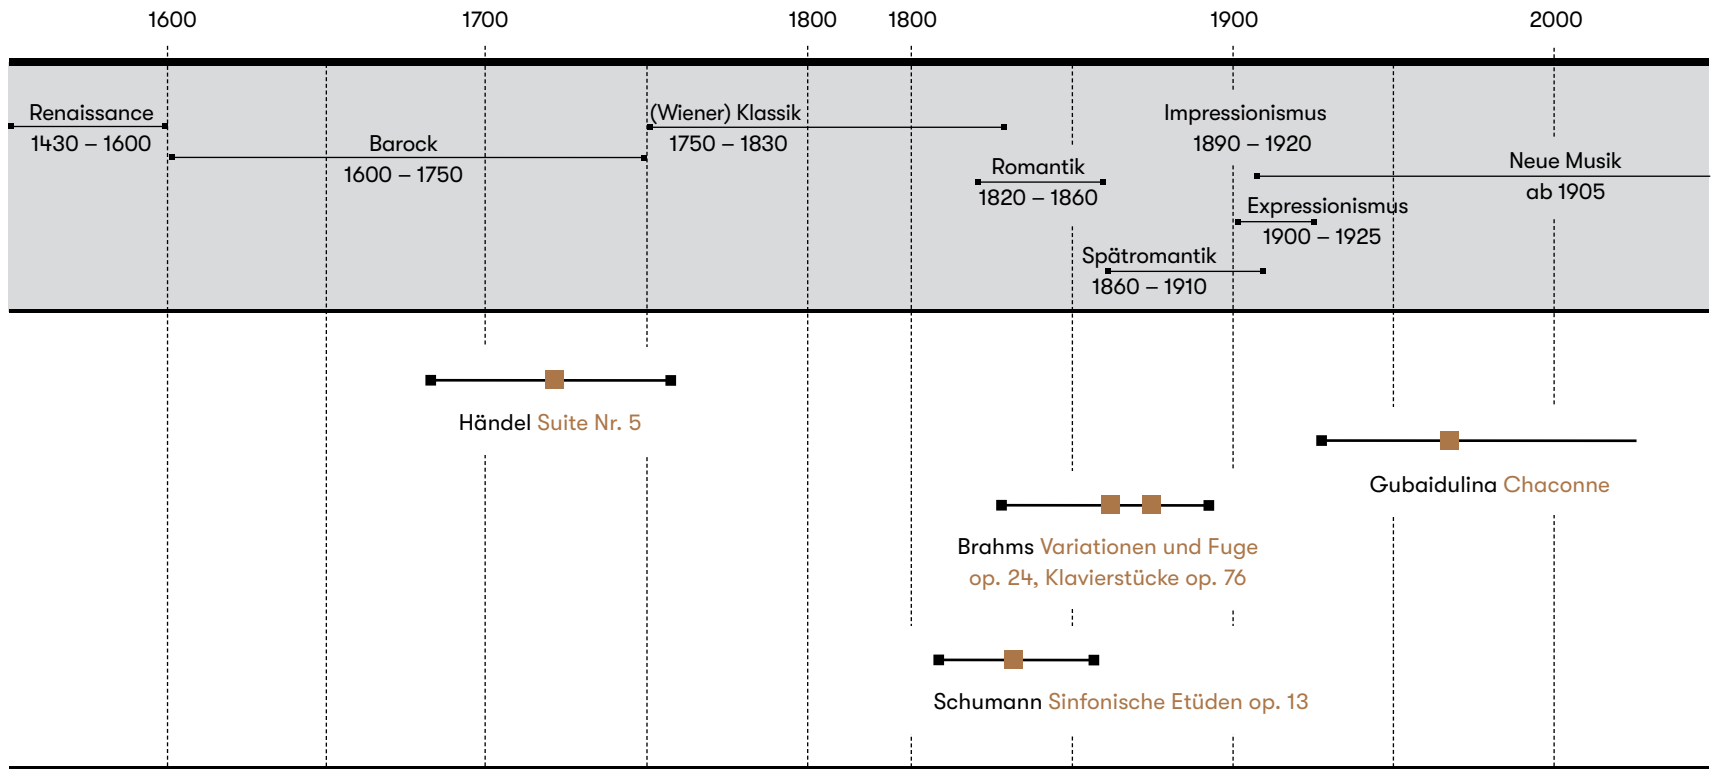 1600 1700 1800 1800 1900 2000
Renaissance
1430 – 1600
Barock
1600 – 1750
(Wiener) Klassik
1750 – 1830
Romantik
1820 – 1860
Spätromantik
1860 – 1910
Impressionismus
1890 – 1920
Expressionismus
1900 – 1925
Neue Musik
ab 1905
Händel Suite Nr. 5
Gubaidulina Chaconne
Brahms Variationen und Fuge
op. 24, Klavierstücke op. 76
Schumann Sinfonische Etüden op. 13